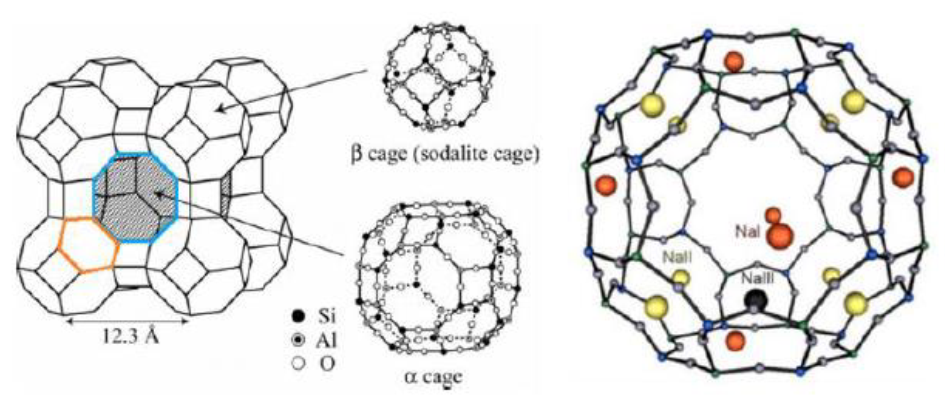 β cage (sodalite cage)
12.3 Å
Si
Al
O
α cage
NaI
NaII
NaIII